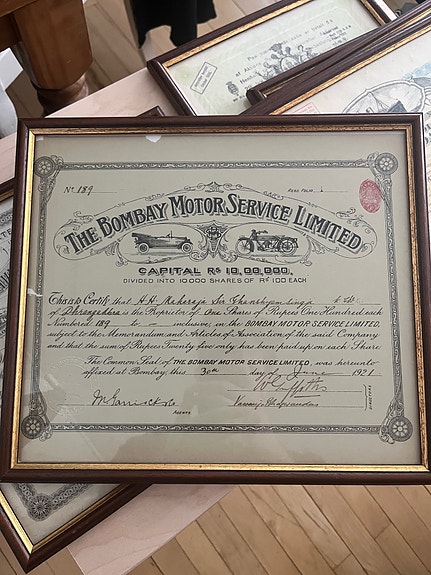 No 189
REGR. FOLIO 1
THE BOMBAY MOTOR SERVICE, LIMITED.
CAPITAL Rs 10,00,000,
DIVIDED INTO 10,000 SHARES OF Rs 100 EACH
This is to Certify that H.H. Maharaja Sir Ghanshyamsinga
of Dhrangadhra is the Proprietor of One Shares of Rupees One Hundred each
Numbered 189 to inclusive, in the BOMBAY MOTOR SERVICE, LIMITED,
subject to the Memorandum and Articles of Association of the said Company
and that the sum of Rupees Twenty five only has been paid up on each Share
The Common Seal of THE BOMBAY MOTOR SERVICE, LIMITED, was hereunto
affixed at Bombay, this 30th day of June 1921
AGENTS
DIRECTORS